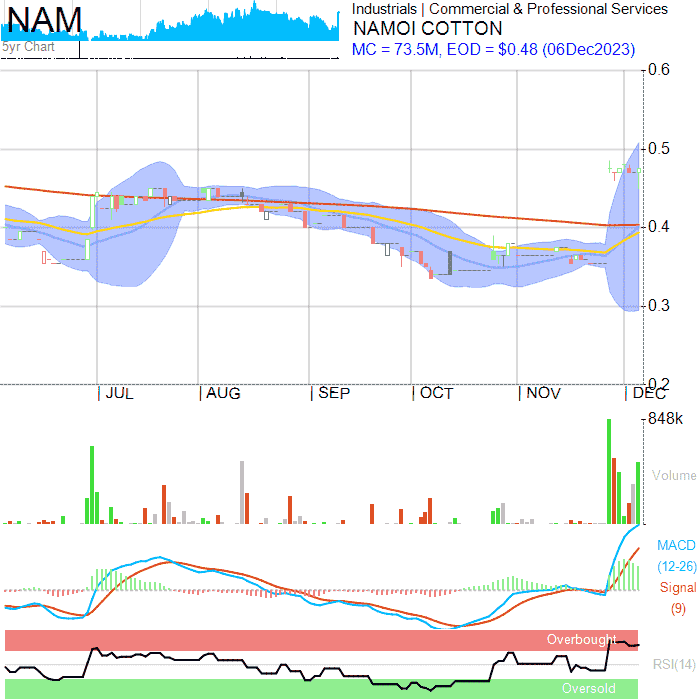 NAM
5yr Chart
Industrials | Commercial & Professional Services
NAMOI COTTON
MC = 73.5M, EOD = $0.48 (06Dec2023)
0.6
0.5
0.4
0.3
0.2
JUL AUG SEP OCT NOV DEC
848k
Volume
MACD
(12-26)
Signal
(9)
Overbought
RSI(14)
Oversold